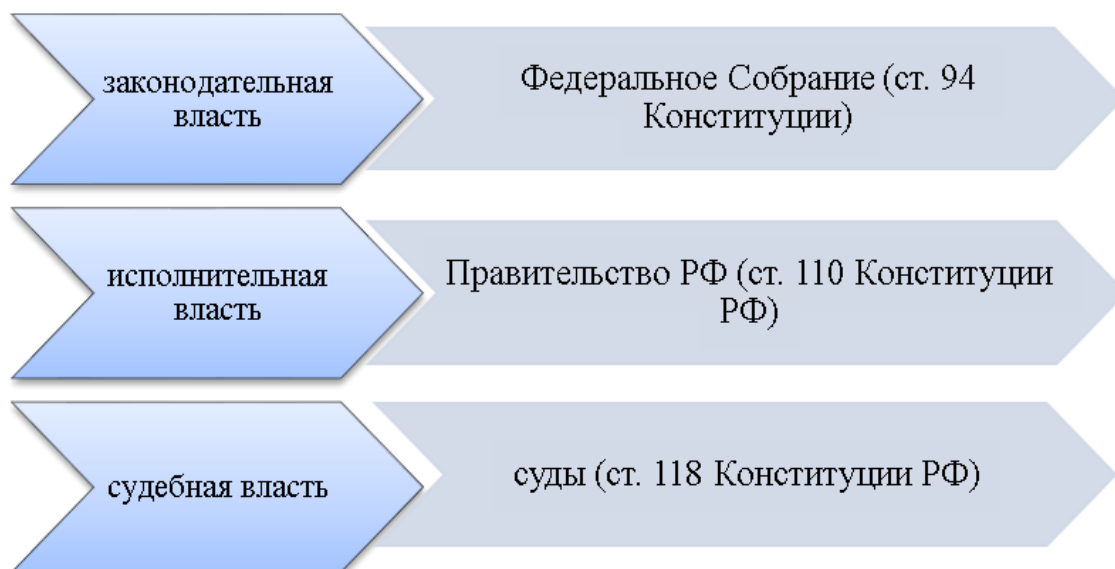 законодательная
власть
Федеральное Собрание (ст. 94
Конституции)
исполнительная
власть
Правительство РФ (ст. 110 Конституции
РФ)
судебная власть
суды (ст. 118 Конституции РФ)